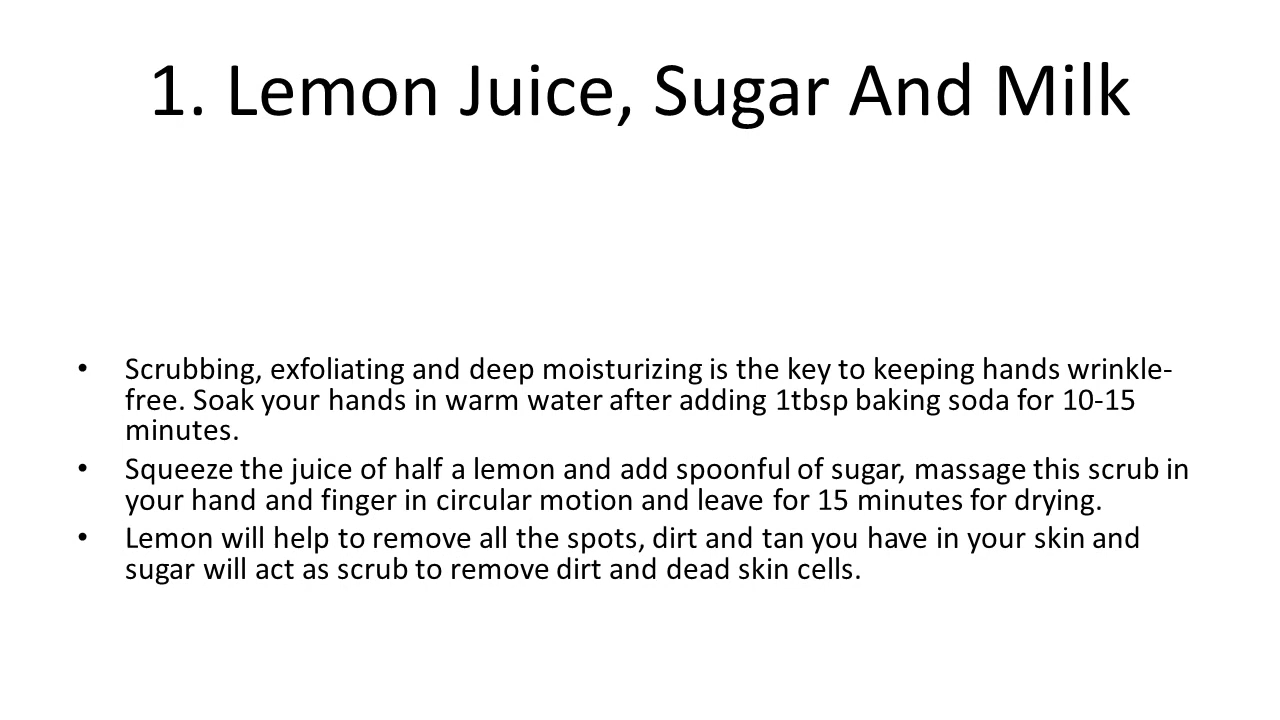 1. Lemon Juice, Sugar And Milk
• Scrubbing, exfoliating and deep moisturizing is the key to keeping hands wrinkle-
free. Soak your hands in warm water after adding 1tbsp baking soda for 10-15
minutes.
• Squeeze the juice of half a lemon and add spoonful of sugar, massage this scrub in
your hand and finger in circular motion and leave for 15 minutes for drying.
• Lemon will help to remove all the spots, dirt and tan you have in your skin and
sugar will act as scrub to remove dirt and dead skin cells.